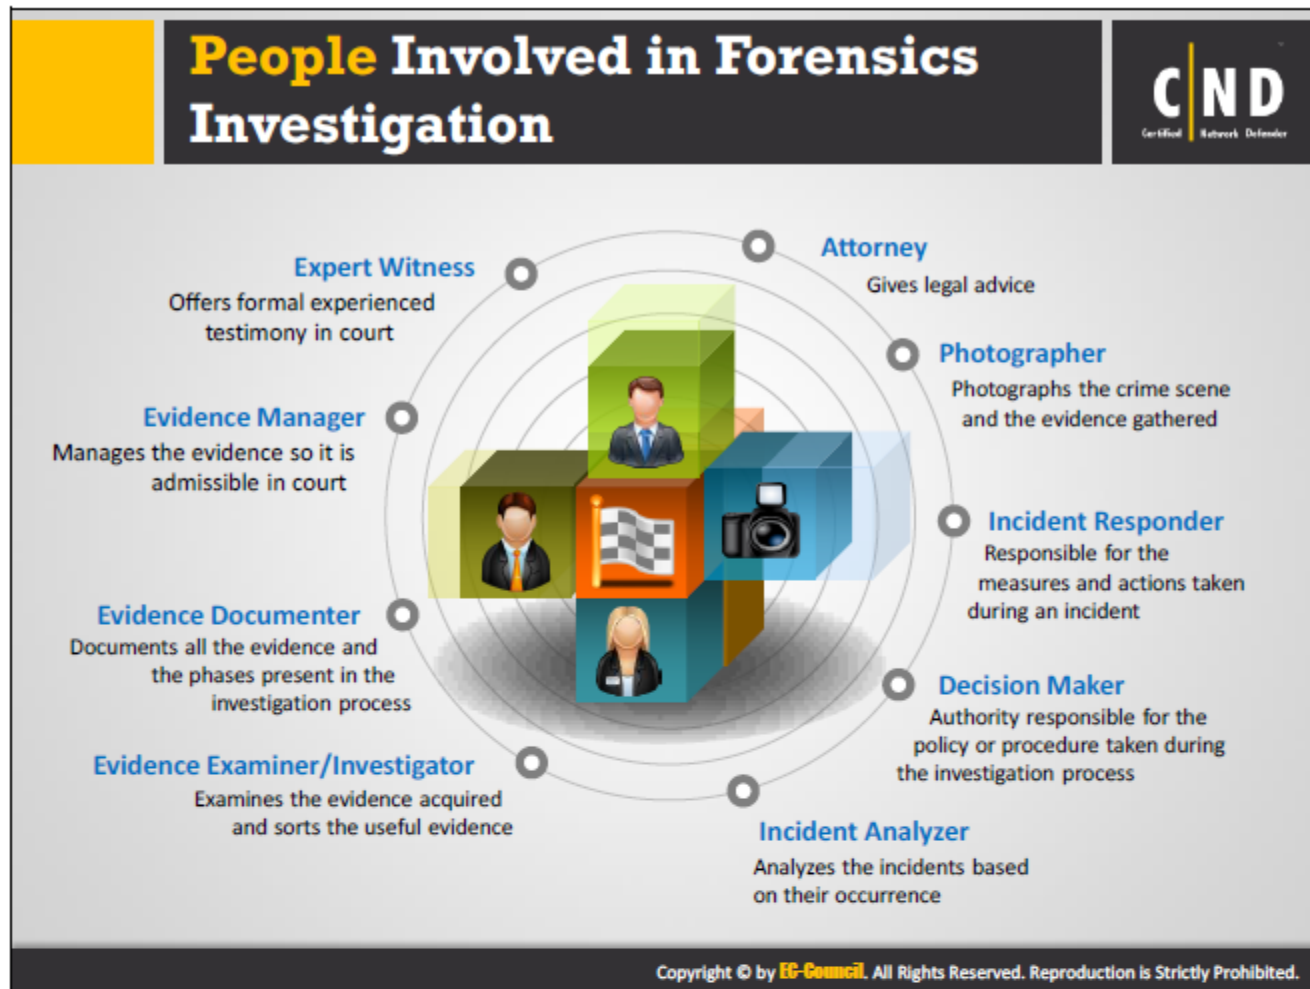 People Involved in Forensics
Investigation
C|ND
Certified Network Defender
Attorney
Gives legal advice
Photographer
Photographs the crime scene
and the evidence gathered
Incident Responder
Responsible for the
measures and actions taken
during an incident
Decision Maker
Authority responsible for the
policy or procedure taken during
the investigation process
Incident Analyzer
Analyzes the incidents based
on their occurrence
Expert Witness
Offers formal experienced
testimony in court
Evidence Manager
Manages the evidence so it is
admissible in court
Evidence Documenter
Documents all the evidence and
the phases present in the
investigation process
Evidence Examiner/Investigator
Examines the evidence acquired
and sorts the useful evidence
Copyright © by EC-Council. All Rights Reserved. Reproduction is Strictly Prohibited.